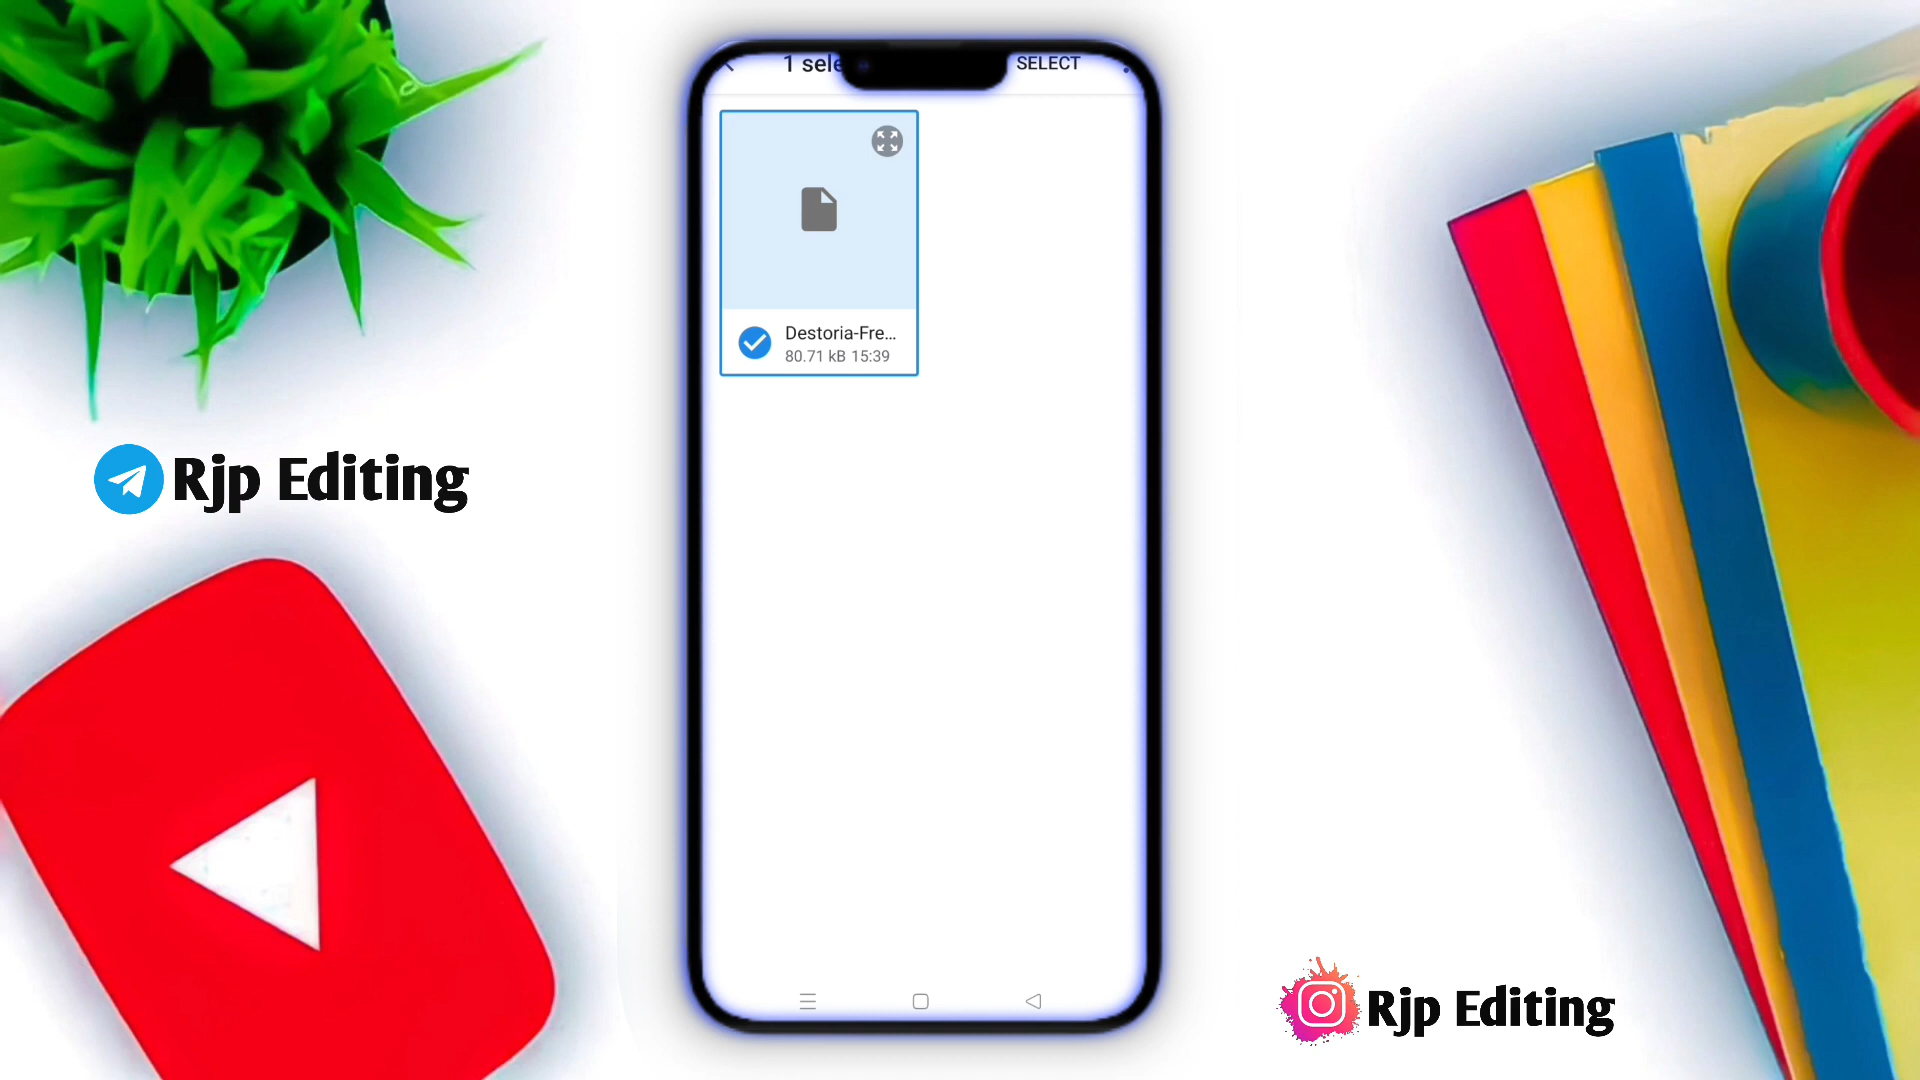 1 sele
SELECT
Destoria-Fre...
80.71 kB 15:39
Rjp Editing
Rjp Editing